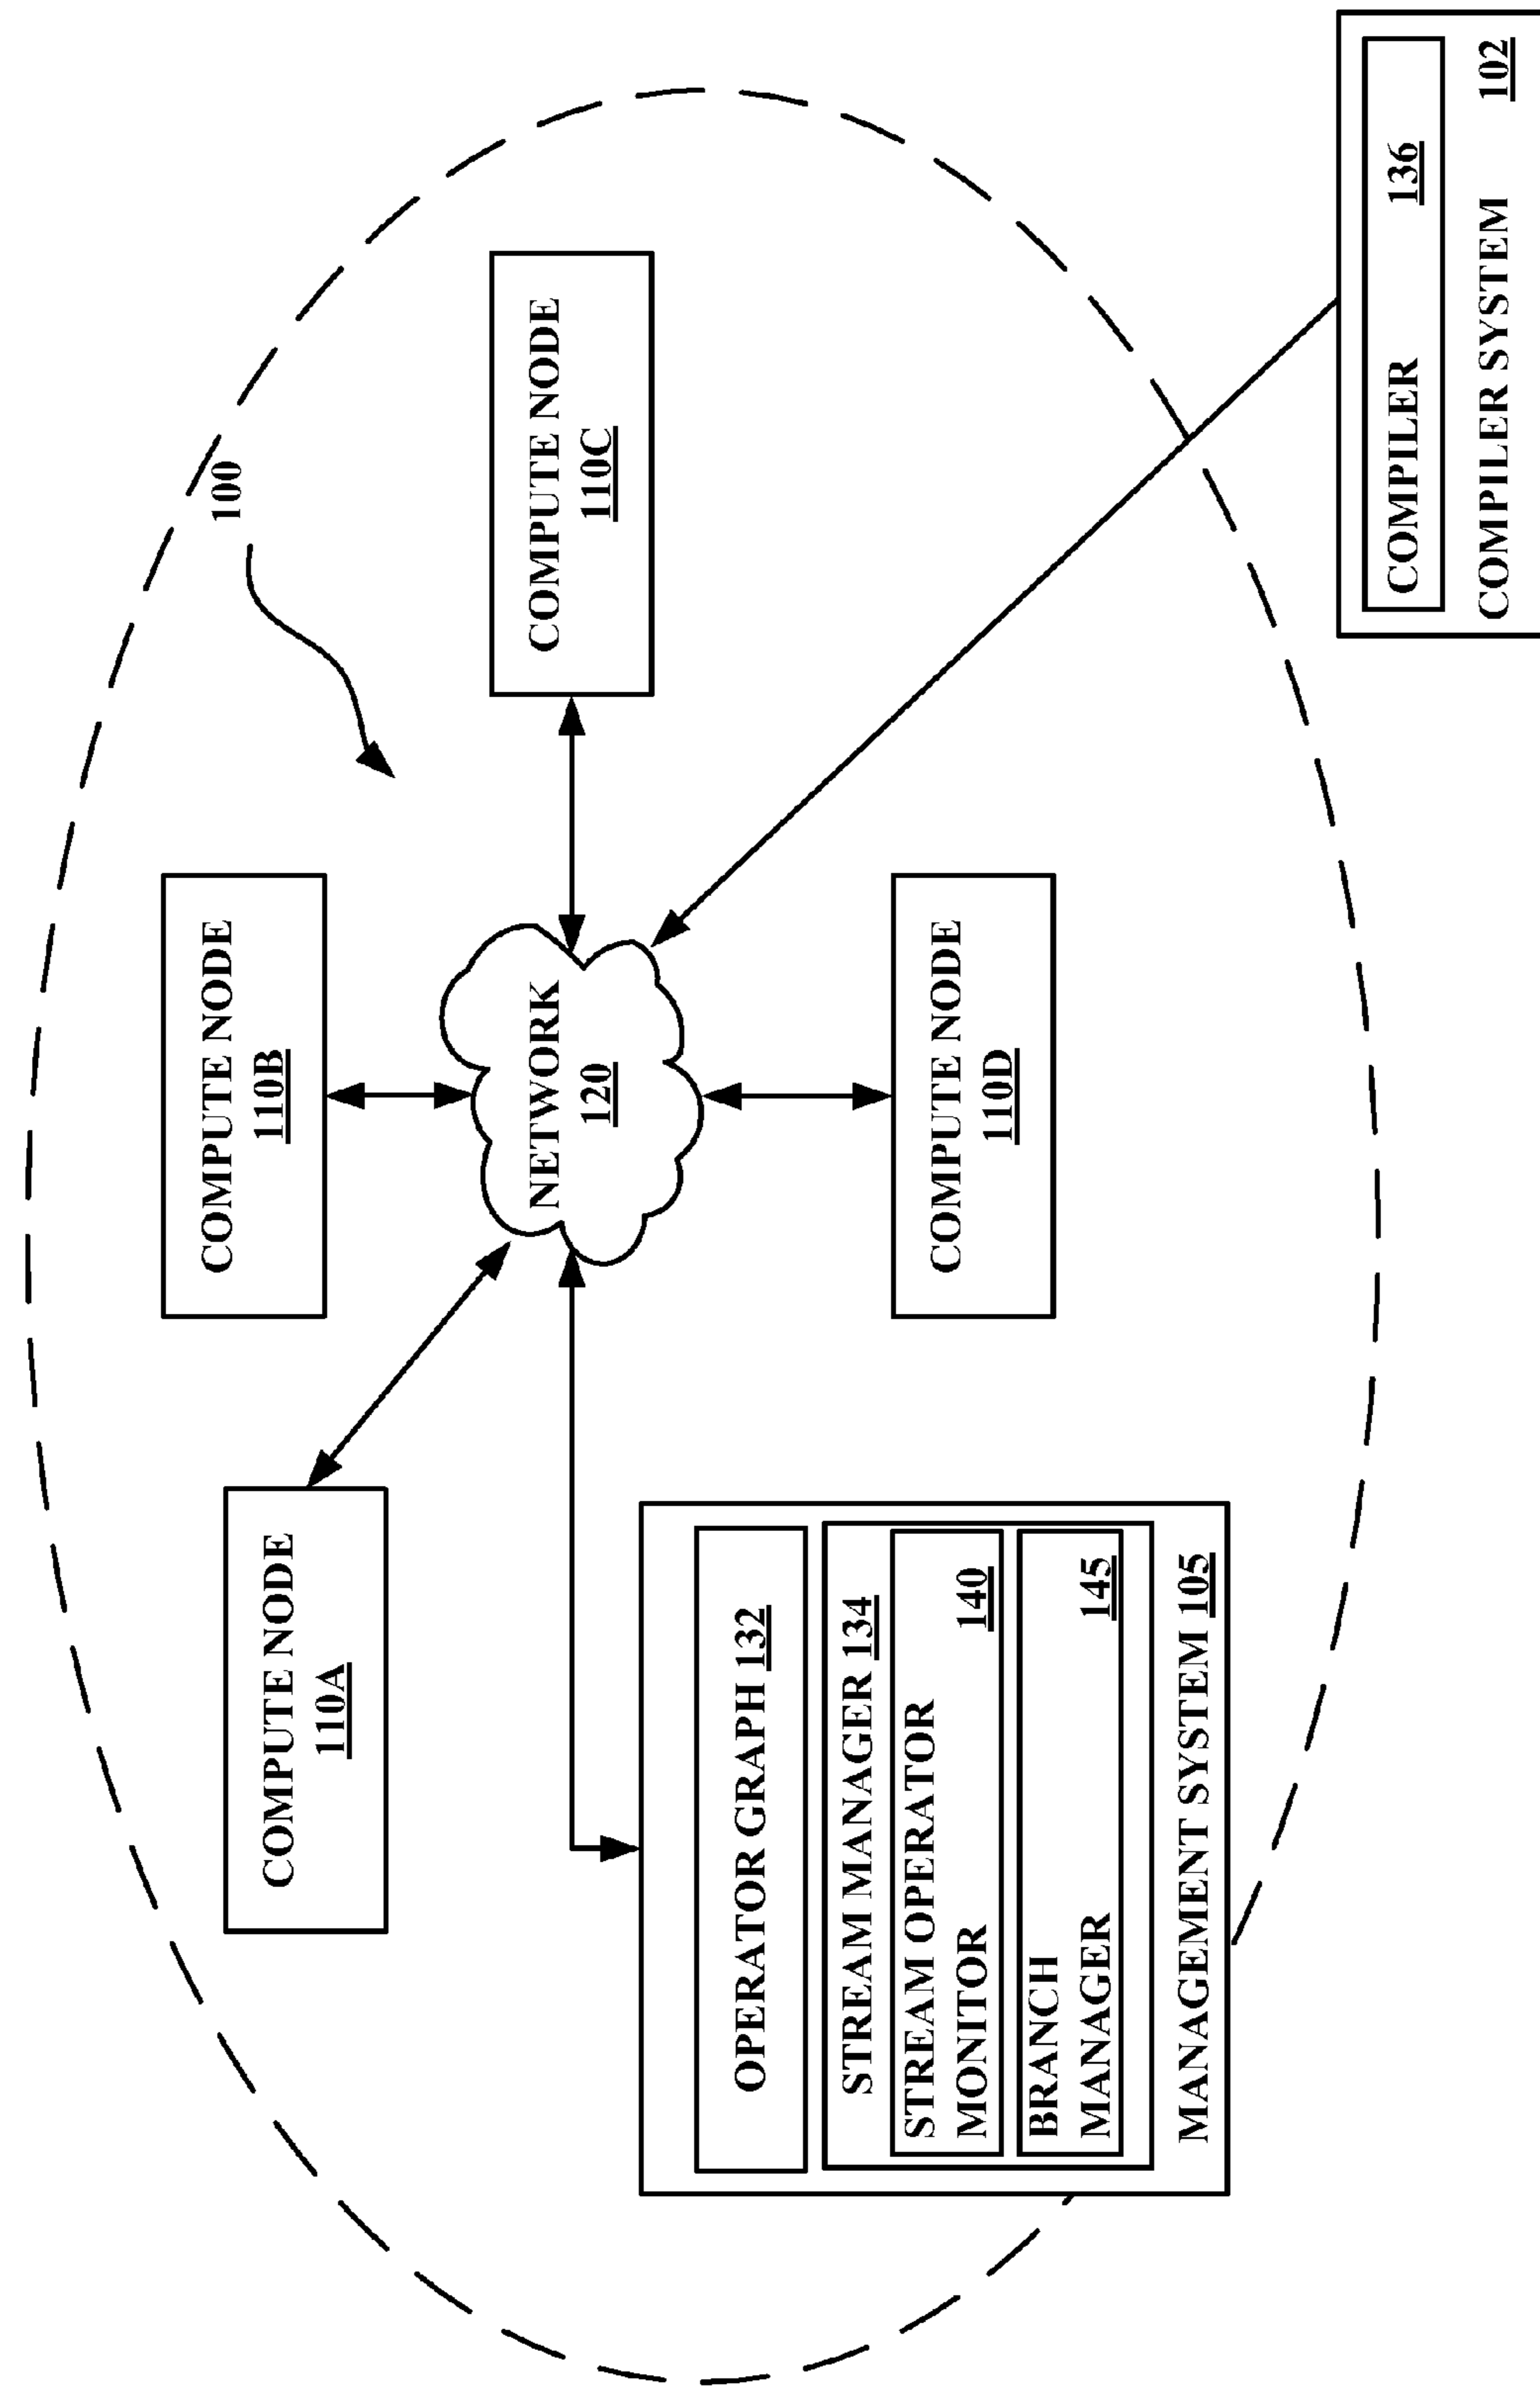 100
COMPUTE NODE
110A
COMPUTE NODE
110B
COMPUTE NODE
110C
NETWORK
120
COMPUTE NODE
110D
OPERATOR GRAPH 132
STREAM MANAGER 134
STREAM OPERATOR
MONITOR 140
BRANCH
MANAGER 145
MANAGEMENT SYSTEM 105
COMPILER 136
COMPILER SYSTEM 102